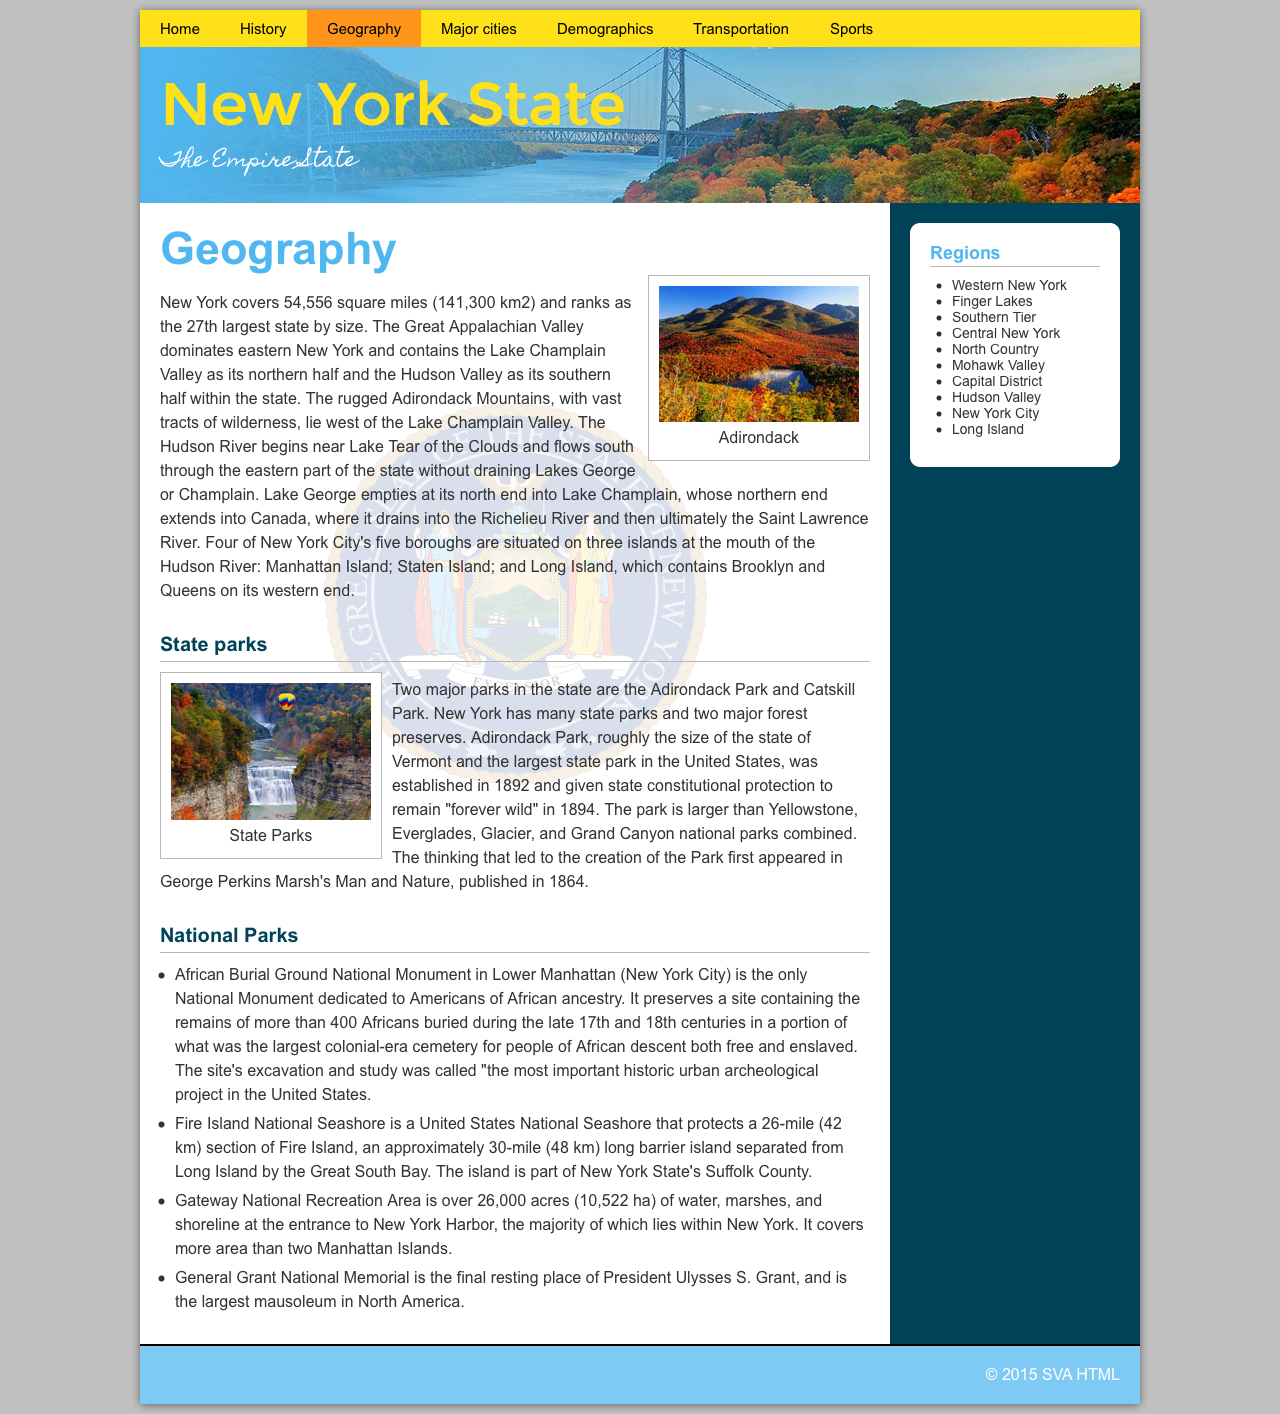 Home History Geography Major cities Demographics Transportation Sports
New York State
The Empire State
Geography
New York covers 54,556 square miles (141,300 km2) and ranks as
the 27th largest state by size. The Great Appalachian Valley
dominates eastern New York and contains the Lake Champlain
Valley as its northern half and the Hudson Valley as its southern
half within the state. The rugged Adirondack Mountains, with vast
tracts of wilderness, lie west of the Lake Champlain Valley. The
Hudson River begins near Lake Tear of the Clouds and flows south
through the eastern part of the state without draining Lakes George
or Champlain. Lake George empties at its north end into Lake Champlain, whose northern end
extends into Canada, where it drains into the Richelieu River and then ultimately the Saint Lawrence
River. Four of New York City's five boroughs are situated on three islands at the mouth of the
Hudson River: Manhattan Island; Staten Island; and Long Island, which contains Brooklyn and
Queens on its western end.
Adirondack
State parks
State Parks
Two major parks in the state are the Adirondack Park and Catskill
Park. New York has many state parks and two major forest
preserves. Adirondack Park, roughly the size of the state of
Vermont and the largest state park in the United States, was
established in 1892 and given state constitutional protection to
remain "forever wild" in 1894. The park is larger than Yellowstone,
Everglades, Glacier, and Grand Canyon national parks combined.
The thinking that led to the creation of the Park first appeared in
George Perkins Marsh's Man and Nature, published in 1864.
National Parks
African Burial Ground National Monument in Lower Manhattan (New York City) is the only
National Monument dedicated to Americans of African ancestry. It preserves a site containing the
remains of more than 400 Africans buried during the late 17th and 18th centuries in a portion of
what was the largest colonial-era cemetery for people of African descent both free and enslaved.
The site's excavation and study was called "the most important historic urban archeological
project in the United States.
Fire Island National Seashore is a United States National Seashore that protects a 26-mile (42
km) section of Fire Island, an approximately 30-mile (48 km) long barrier island separated from
Long Island by the Great South Bay. The island is part of New York State's Suffolk County.
Gateway National Recreation Area is over 26,000 acres (10,522 ha) of water, marshes, and
shoreline at the entrance to New York Harbor, the majority of which lies within New York. It covers
more area than two Manhattan Islands.
General Grant National Memorial is the final resting place of President Ulysses S. Grant, and is
the largest mausoleum in North America.
Regions
Western New York
Finger Lakes
Southern Tier
Central New York
North Country
Mohawk Valley
Capital District
Hudson Valley
New York City
Long Island
EXCELSIOR
© 2015 SVA HTML